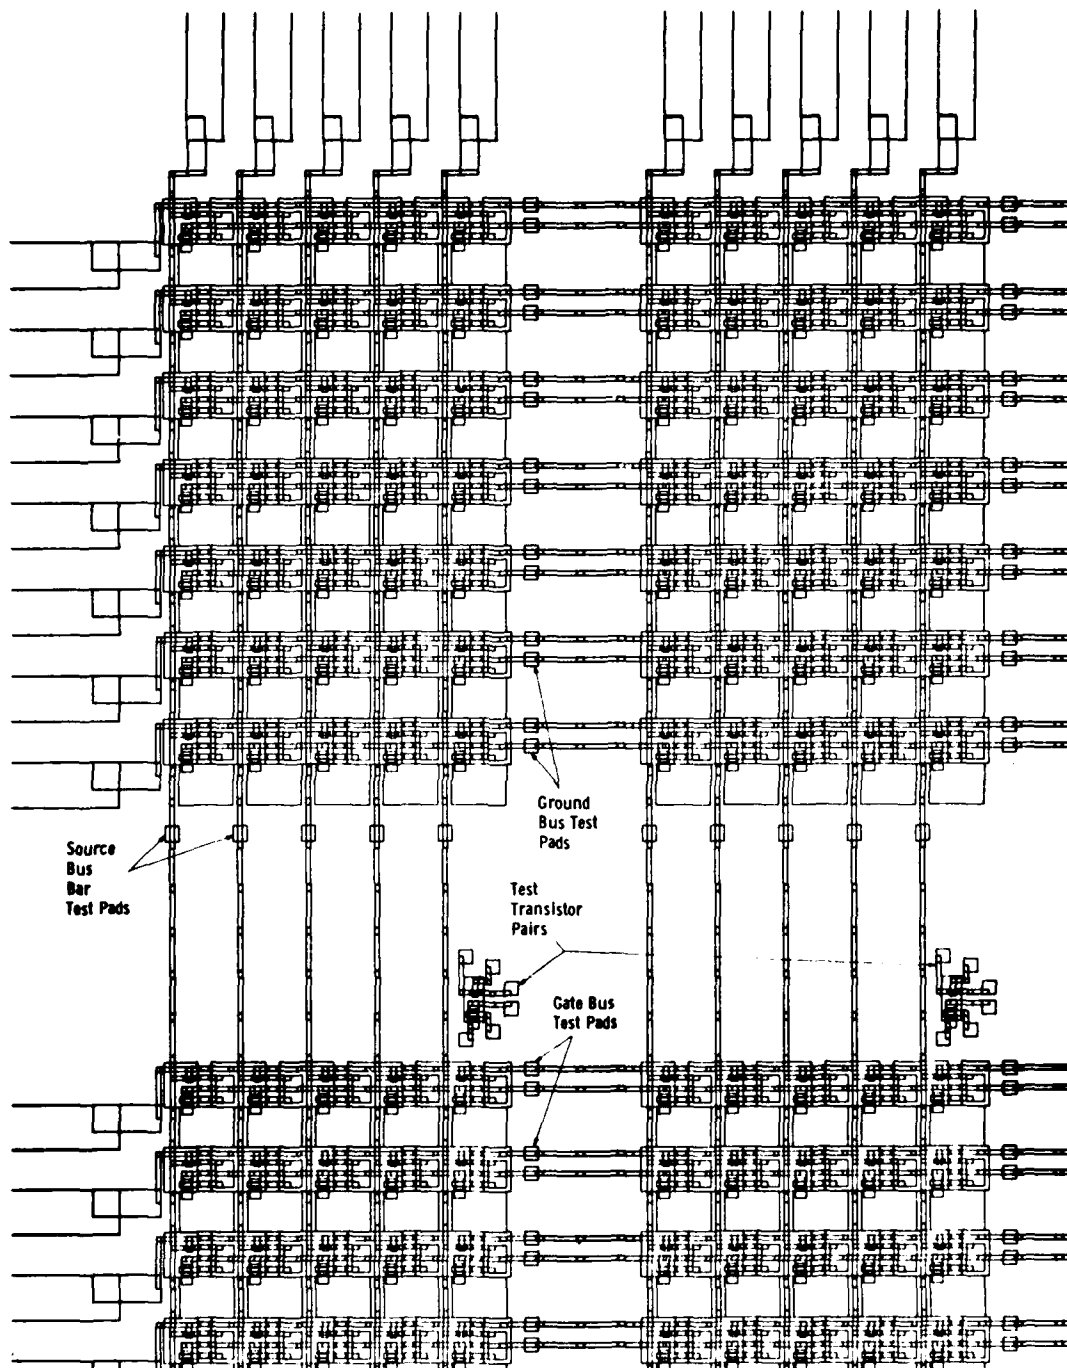 Ground
Bus Test
Pads
Source
Bus
Bar
Test Pads
Test
Transistor
Pairs
Gate Bus
Test Pads